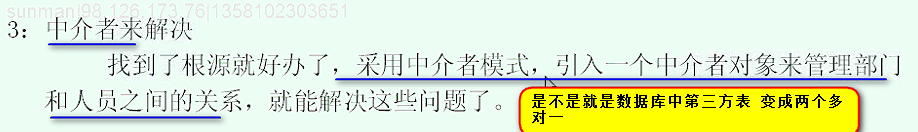 sunman|98.126.173.76|1358102303651
3：中介者来解决
找到了根源就好办了，采用中介者模式，引入一个中介者对象来管理部门
和人员之间的关系，就能解决这些问题了。
是不是就是数据库中第三方表 变成两个多
对一